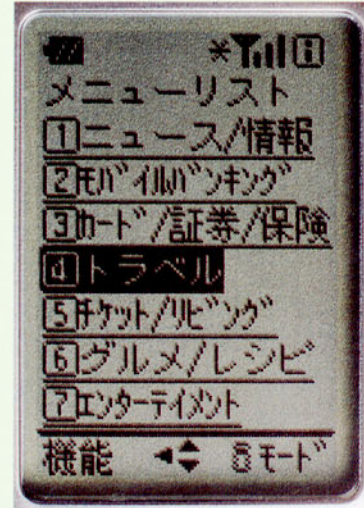 メニューリスト
1ニュース/情報
2モバイルバンキング
3カード/証券/保険
4トラベル
5チケット/リビング
6グルメ/レシピ
7エンターテイメント
機能 iモード